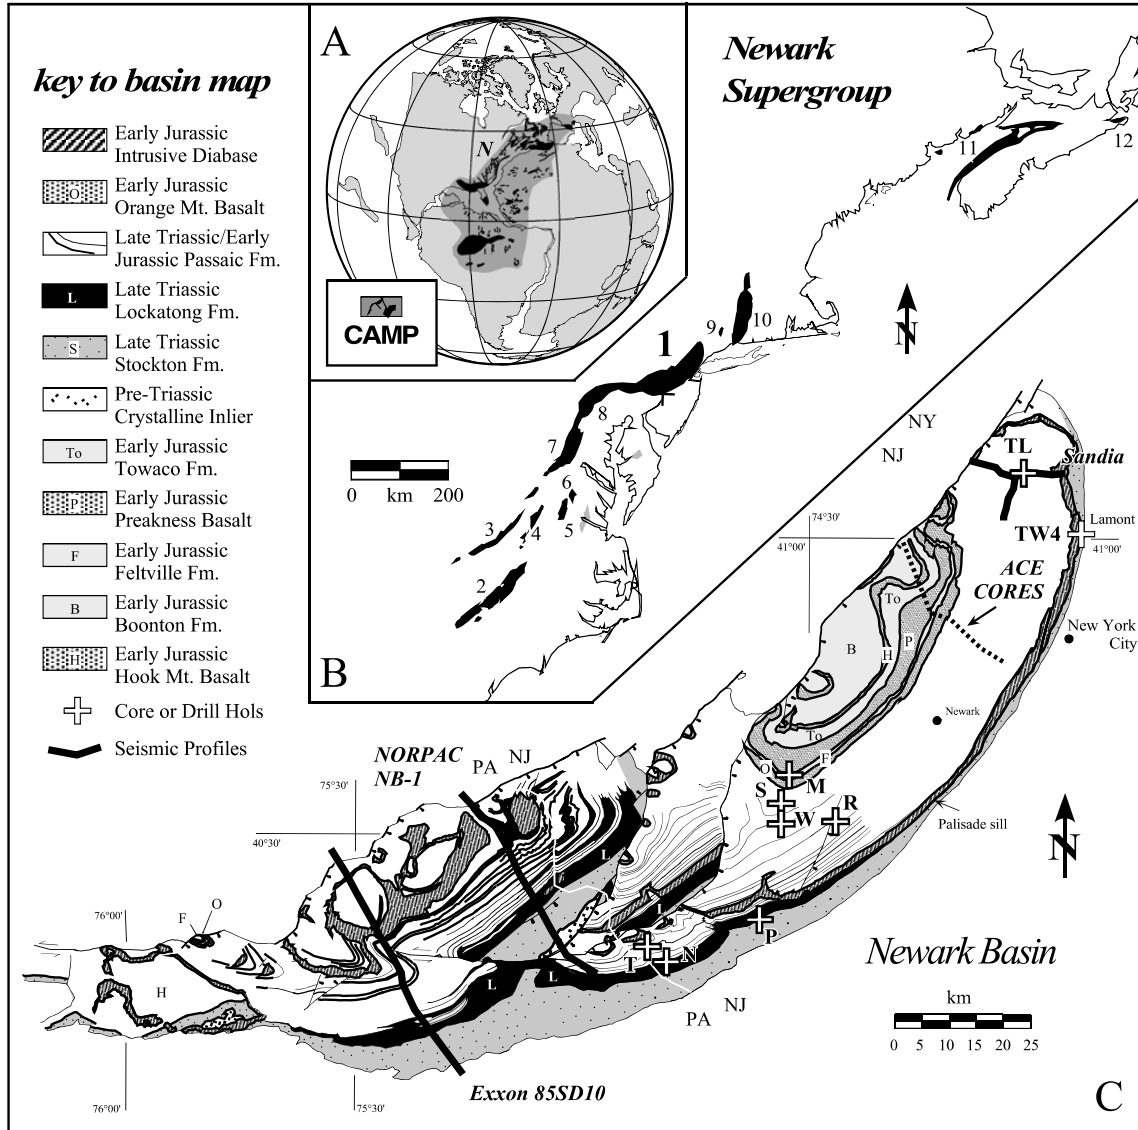 key to basin map
Early Jurassic
Intrusive Diabase
O
Early Jurassic
Orange Mt. Basalt
Late Triassic/Early
Jurassic Passaic Fm.
L
Late Triassic
Lockatong Fm.
S
Late Triassic
Stockton Fm.
Pre-Triassic
Crystalline Inlier
To
Early Jurassic
Towaco Fm.
P
Early Jurassic
Preakness Basalt
F
Early Jurassic
Feltville Fm.
B
Early Jurassic
Boonton Fm.
H
Early Jurassic
Hook Mt. Basalt
Core or Drill Hols
Seismic Profiles
A
N
CAMP
Newark
Supergroup
11
12
N
9
10
1
8
7
6
5
4
3
2
0 km 200
B
NY
NJ
TL
Sandia
74°30'
41°00'
TW4
Lamont
41°00'
ACE
CORES
New York
City
To
B
H
P
Newark
To
O
F
M
S
W
R
Palisade sill
N
NORPAC
NB-1
PA
NJ
75°30'
40°30'
L
L
P
T
N
L
L
76°00'
F
O
H
PA
NJ
Newark Basin
km
0 5 10 15 20 25
76°00'
75°30'
Exxon 85SD10
C